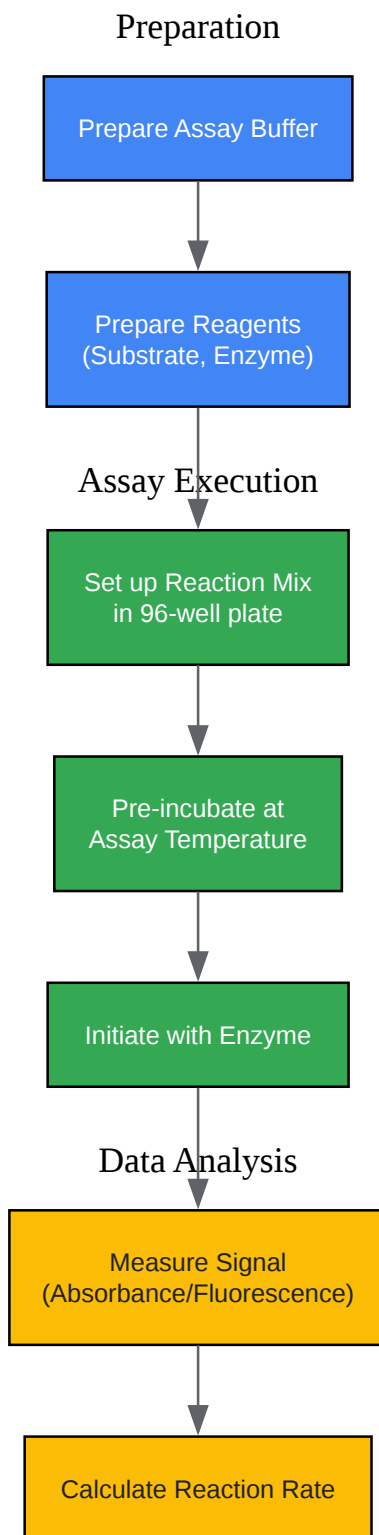 Preparation
Prepare Assay Buffer
Prepare Reagents
(Substrate, Enzyme)
Assay Execution
Set up Reaction Mix
in 96-well plate
Pre-incubate at
Assay Temperature
Initiate with Enzyme
Data Analysis
Measure Signal
(Absorbance/Fluorescence)
Calculate Reaction Rate